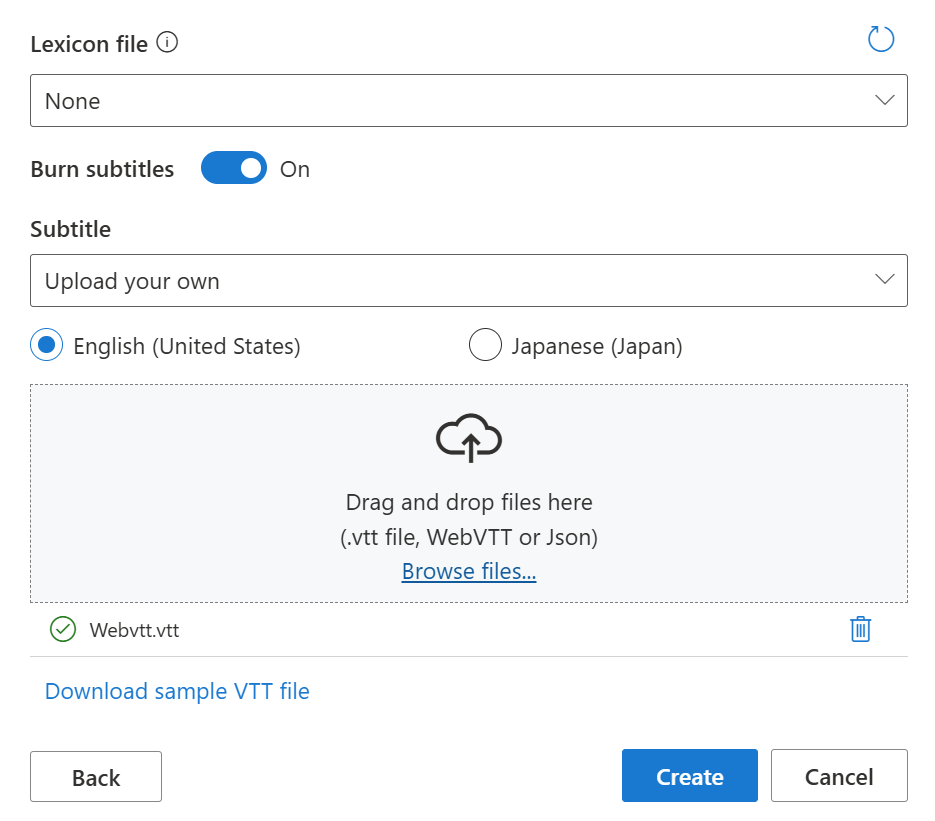 Lexicon file
None
Burn subtitles On
Subtitle
Upload your own
English (United States) Japanese (Japan)
Drag and drop files here
(.vtt file, WebVTT or Json)
Browse files...
Webvtt.vtt
Download sample VTT file
Back Create Cancel